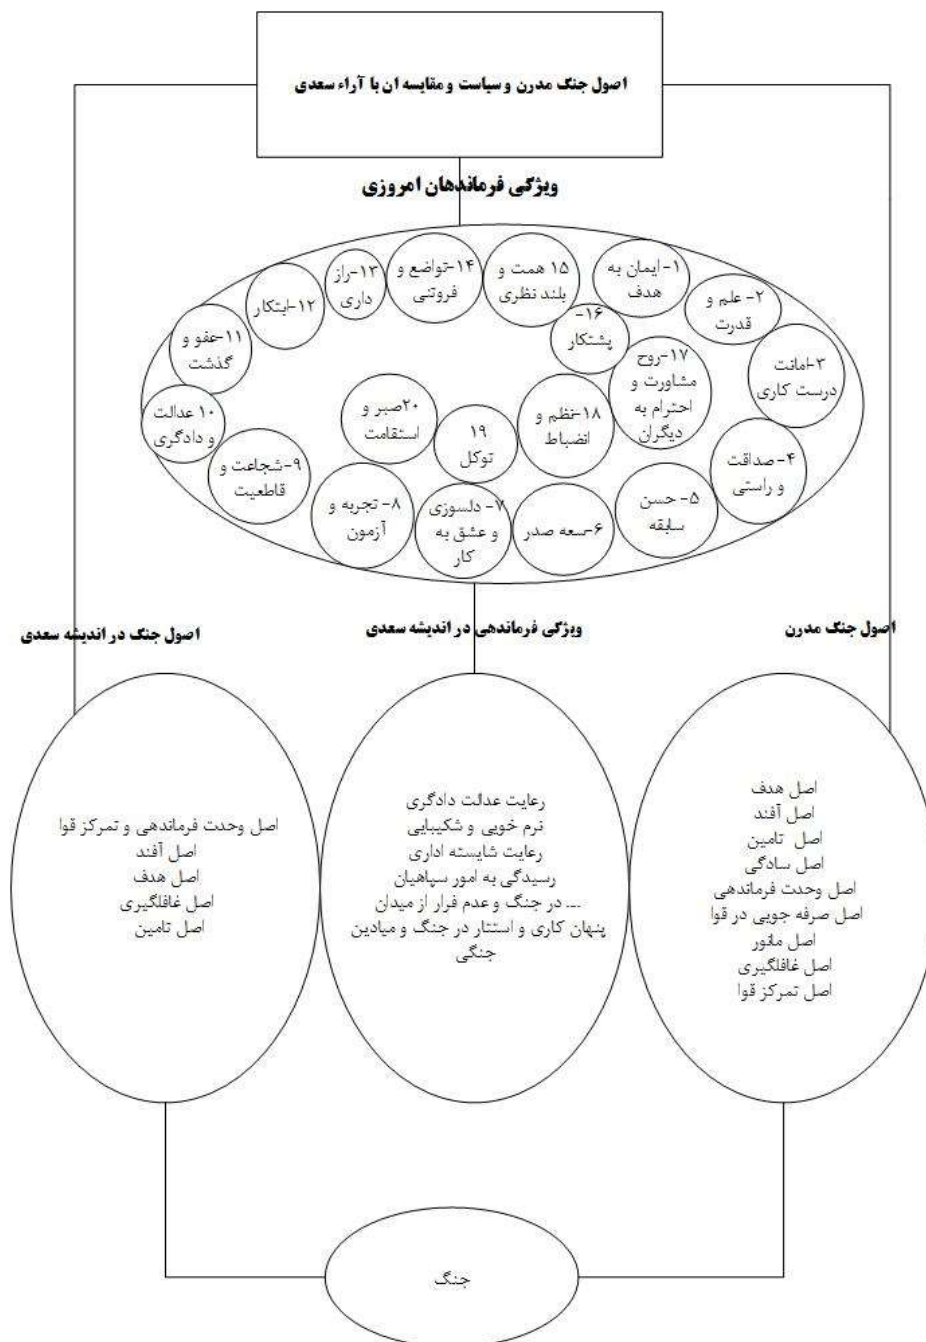 اصول جنگ مدرن و سیاست و مقایسه ان با آراء سعدی
ویژگی فرماندهان امروزی
۱- ایمان به
هدف
۲- علم و
قدرت
۳-امانت
درست کاری
۴- صداقت
و راستی
۵- حسن
سابقه
۶-سعه صدر
۷- دلسوزی
و عشق به
کار
۸- تجربه و
آزمون
۹-شجاعت و
قاطعیت
۱۰ عدالت
و دادگری
۱۱-عفو و
گذشت
۱۲-ابتکار
۱۳-راز
داری
۱۴-تواضع و
فروتنی
۱۵ همت و
بلند نظری
۱۶-
پشتکار
۱۷-روح
مشاورت و
احترام به
دیگران
۱۸-نظم و
انضباط
۱۹
توکل
۲۰صبر و
استقامت
اصول جنگ مدرن
اصل هدف
اصل آفند
اصل تامین
اصل سادگی
اصل وحدت فرماندهی
اصل صرفه جویی در قوا
اصل مانور
اصل غافلگیری
اصل تمرکز قوا
ویژگی فرماندهی در اندیشه سعدی
رعایت عدالت دادگری
نرم خویی و شکیبایی
رعایت شایسته اداری
رسیدگی به امور سپاهیان
... در جنگ و عدم فرار از میدان
پنهان کاری و استتار در جنگ و میادین
جنگی
اصول جنگ در اندیشه سعدی
اصل وحدت فرماندهی و تمرکز قوا
اصل آفند
اصل هدف
اصل غافلگیری
اصل تامین
جنگ